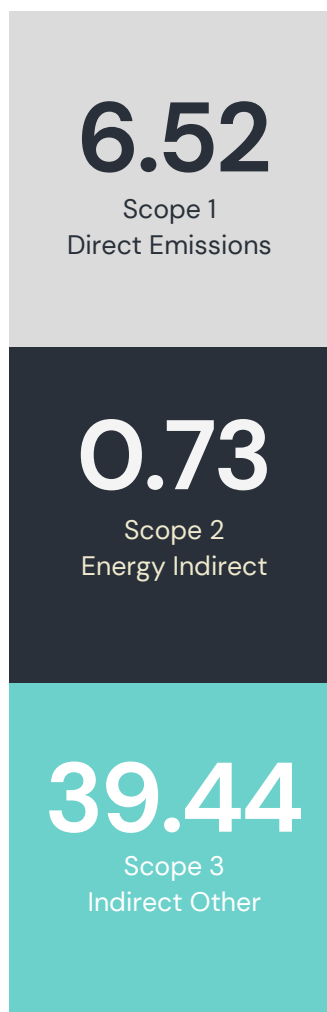 6.52
Scope 1
Direct Emissions
0.73
Scope 2
Energy Indirect
39.44
Scope 3
Indirect Other